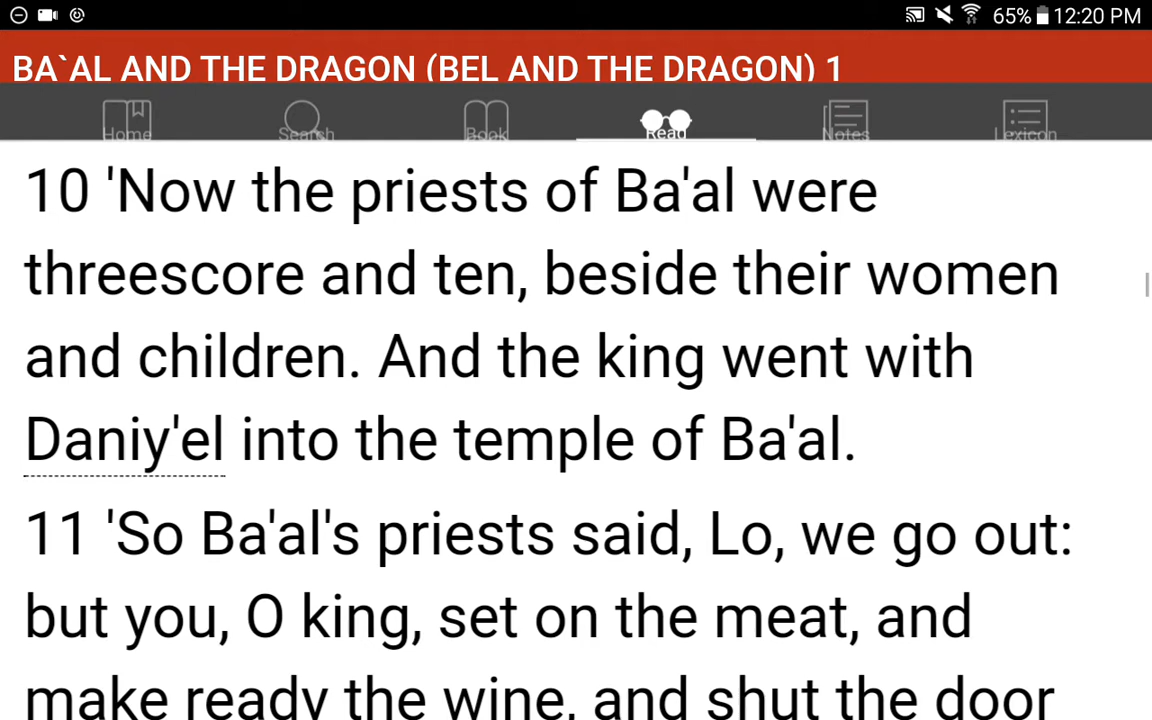 65% 12:20 PM
BA`AL AND THE DRAGON (BEL AND THE DRAGON) 1
Home Search Book Read Notes Lexicon
10 'Now the priests of Ba'al were
threescore and ten, beside their women
and children. And the king went with
Daniy'el into the temple of Ba'al.
11 'So Ba'al's priests said, Lo, we go out:
but you, O king, set on the meat, and
make ready the wine, and shut the door